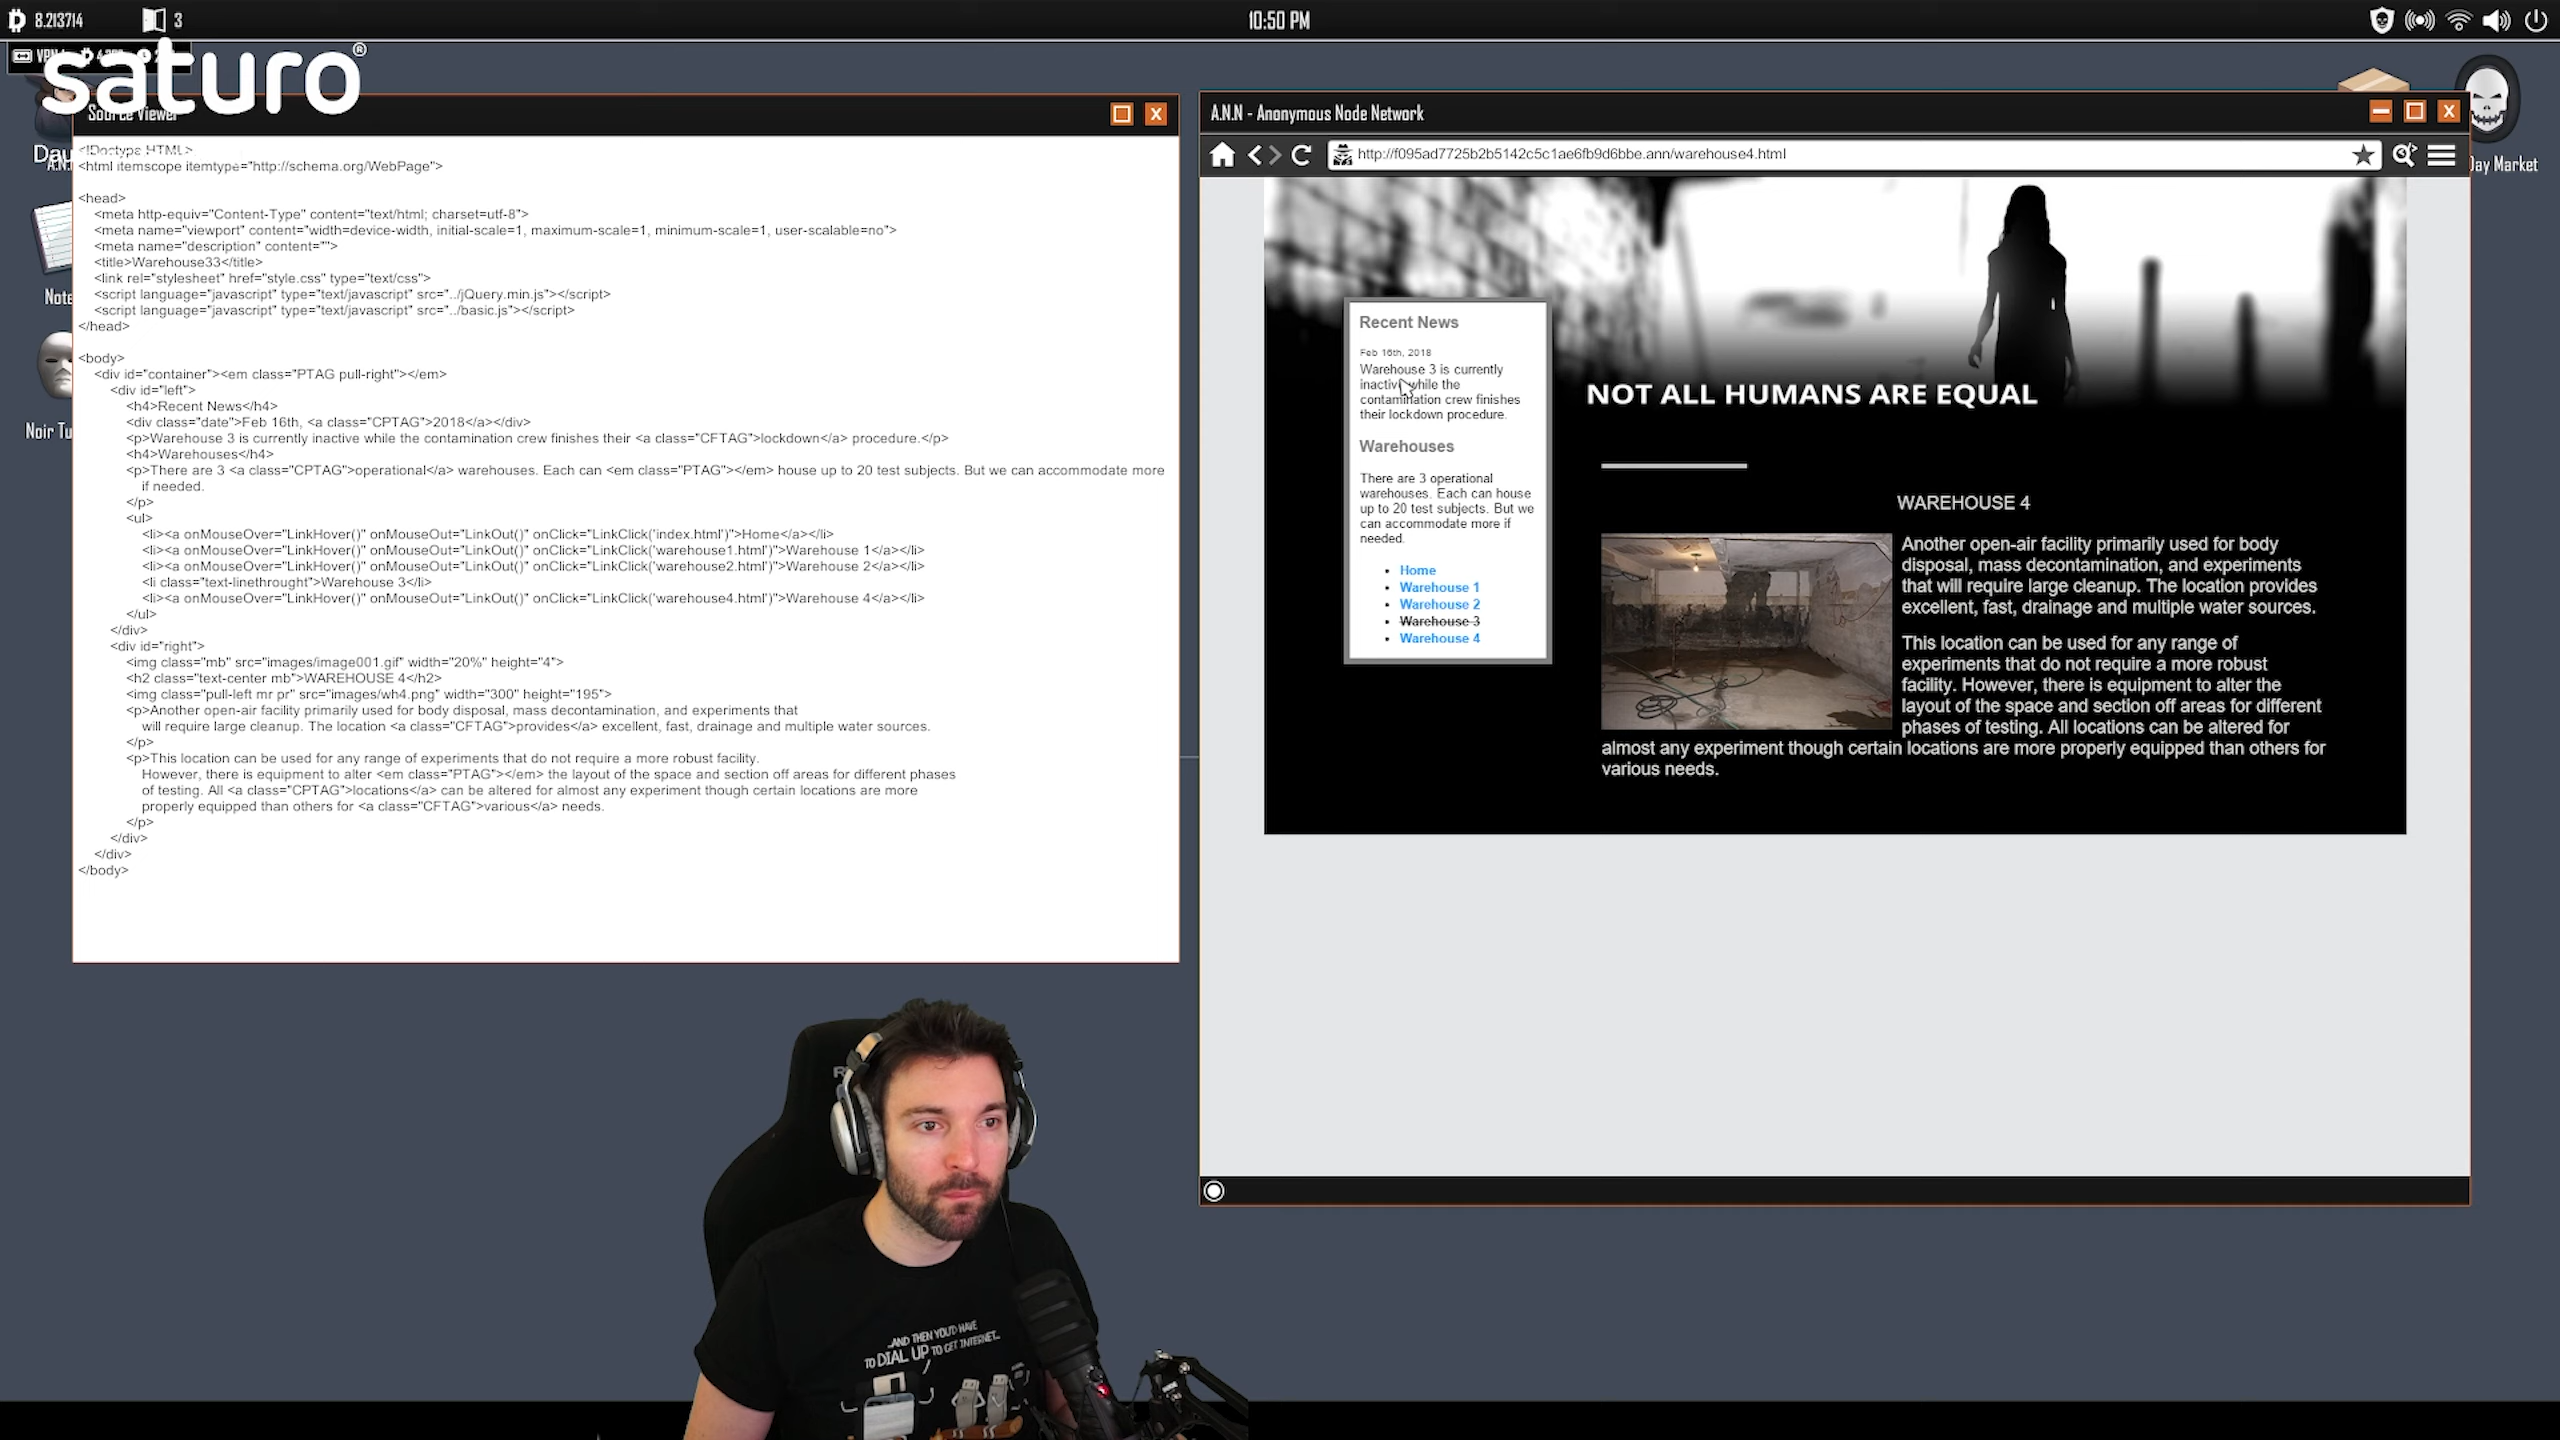 8.213714
3
10:50 PM
saturo®
Source Viewer
Day
Note
Noir Tu
Day Market
<!Doctype HTML>
<html itemscope itemtype="http://schema.org/WebPage">
<head>
<meta http-equiv="Content-Type" content="text/html; charset=utf-8">
<meta name="viewport" content="width=device-width, initial-scale=1, maximum-scale=1, minimum-scale=1, user-scalable=no">
<meta name="description" content="">
<title>Warehouse33</title>
<link rel="stylesheet" href="style.css" type="text/css">
<script language="javascript" type="text/javascript" src="../jQuery.min.js"></script>
<script language="javascript" type="text/javascript" src="../basic.js"></script>
</head>
<body>
<div id="container"><em class="PTAG pull-right"></em>
<div id="left">
<h4>Recent News</h4>
<div class="date">Feb 16th, <a class="CPTAG">2018</a></div>
<p>Warehouse 3 is currently inactive while the contamination crew finishes their <a class="CFTAG">lockdown</a> procedure.</p>
<h4>Warehouses</h4>
<p>There are 3 <a class="CPTAG">operational</a> warehouses. Each can <em class="PTAG"></em> house up to 20 test subjects. But we can accommodate more
if needed.
</p>
<ul>
<li><a onMouseOver="LinkHover()" onMouseOut="LinkOut()" onClick="LinkClick('index.html')">Home</a></li>
<li><a onMouseOver="LinkHover()" onMouseOut="LinkOut()" onClick="LinkClick('warehouse1.html')">Warehouse 1</a></li>
<li><a onMouseOver="LinkHover()" onMouseOut="LinkOut()" onClick="LinkClick('warehouse2.html')">Warehouse 2</a></li>
<li class="text-linethrought">Warehouse 3</li>
<li><a onMouseOver="LinkHover()" onMouseOut="LinkOut()" onClick="LinkClick('warehouse4.html')">Warehouse 4</a></li>
</ul>
</div>
<div id="right">
<img class="mb" src="images/image001.gif" width="20%" height="4">
<h2 class="text-center mb">WAREHOUSE 4</h2>
<img class="pull-left mr pr" src="images/wh4.png" width="300" height="195">
<p>Another open-air facility primarily used for body disposal, mass decontamination, and experiments that
will require large cleanup. The location <a class="CFTAG">provides</a> excellent, fast, drainage and multiple water sources.
</p>
<p>This location can be used for any range of experiments that do not require a more robust facility.
However, there is equipment to alter <em class="PTAG"></em> the layout of the space and section off areas for different phases
of testing. All <a class="CPTAG">locations</a> can be altered for almost any experiment though certain locations are more
properly equipped than others for <a class="CFTAG">various</a> needs.
</p>
</div>
</div>
</body>
A.N.N - Anonymous Node Network
http://f095ad7725b2b5142c5c1ae6fb9d6bbe.ann/warehouse4.html
Recent News
Feb 16th, 2018
Warehouse 3 is currently
inactive while the
contamination crew finishes
their lockdown procedure.
Warehouses
There are 3 operational
warehouses. Each can house
up to 20 test subjects. But we
can accommodate more if
needed.
Home
Warehouse 1
Warehouse 2
Warehouse 3
Warehouse 4
NOT ALL HUMANS ARE EQUAL
WAREHOUSE 4
Another open-air facility primarily used for body
disposal, mass decontamination, and experiments
that will require large cleanup. The location provides
excellent, fast, drainage and multiple water sources.
This location can be used for any range of
experiments that do not require a more robust
facility. However, there is equipment to alter the
layout of the space and section off areas for different
phases of testing. All locations can be altered for
almost any experiment though certain locations are more properly equipped than others for
various needs.
...AND THEN YOU'D HAVE
TO DIAL UP TO GET INTERNET...